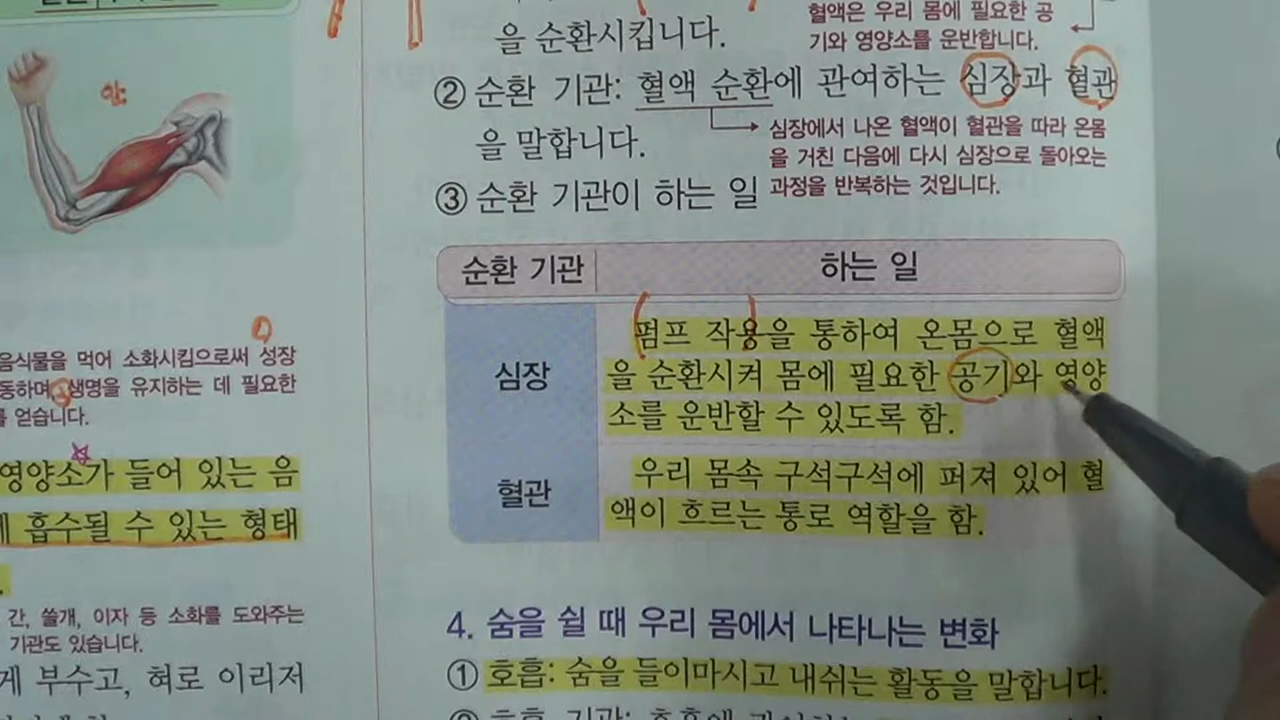 음식물을 먹어 소화시킴으로써 성장
동하며, 생명을 유지하는 데 필요한
를 얻습니다.
영양소가 들어 있는 음
흡수될 수 있는 형태
간, 쓸개, 이자 등 소화를 도와주는
기관도 있습니다.
게 부수고, 혀로 이리저
을 순환시킵니다.
혈액은 우리 몸에 필요한 공
기와 영양소를 운반합니다.
② 순환 기관: 혈액 순환에 관여하는 심장과 혈관
을 말합니다.
심장에서 나온 혈액이 혈관을 따라 온몸
을 거친 다음에 다시 심장으로 돌아오는
과정을 반복하는 것입니다.
③ 순환 기관이 하는 일
순환 기관 하는 일
심장
펌프 작용을 통하여 온몸으로 혈액
을 순환시켜 몸에 필요한 공기와 영양
소를 운반할 수 있도록 함.
혈관
우리 몸속 구석구석에 퍼져 있어 혈
액이 흐르는 통로 역할을 함.
4. 숨을 쉴 때 우리 몸에서 나타나는 변화
① 호흡: 숨을 들이마시고 내쉬는 활동을 말합니다.